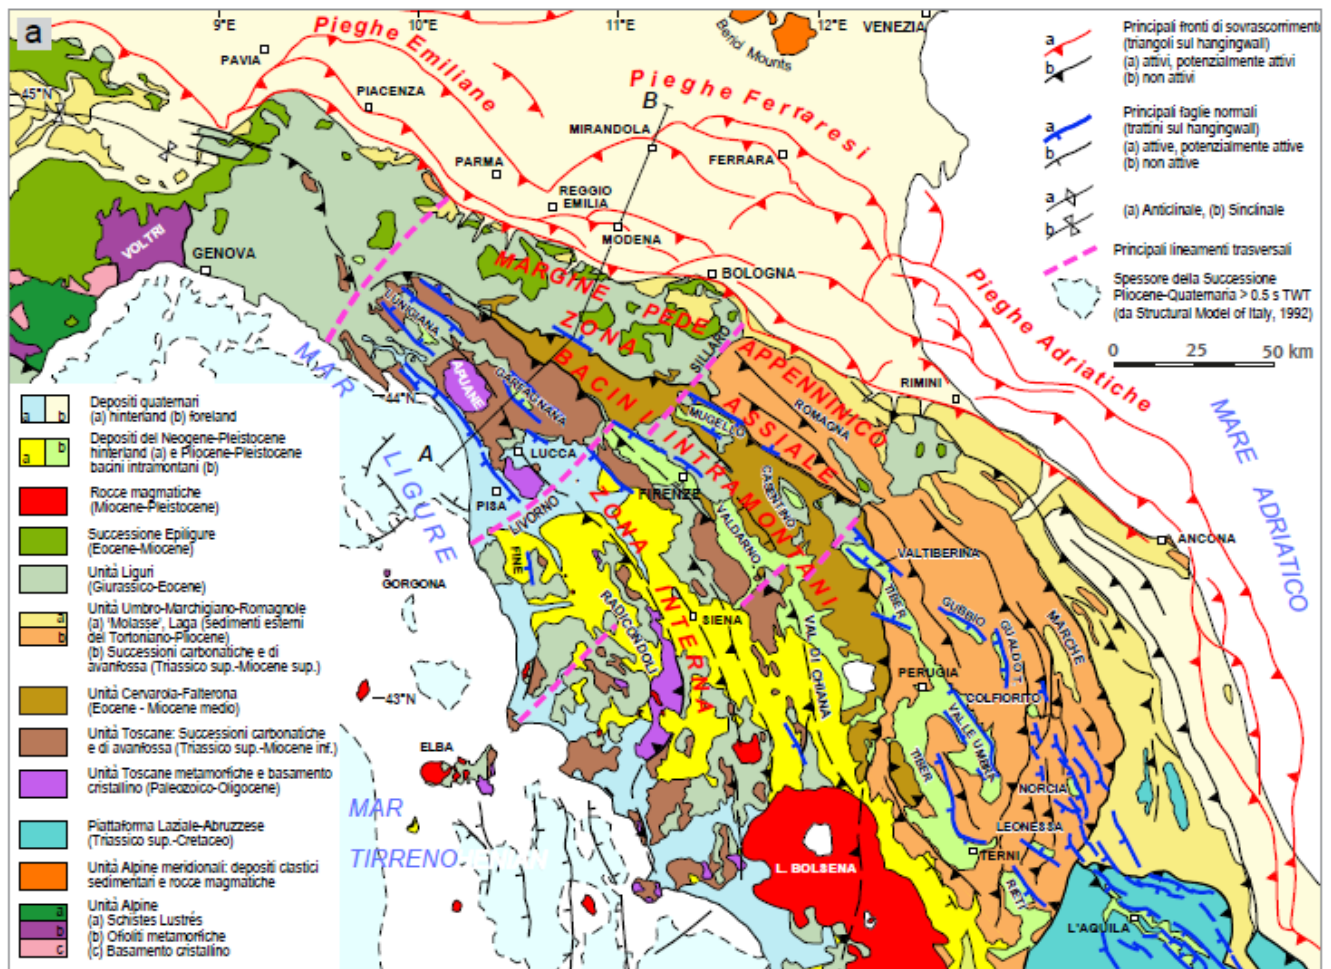 a
9°E
10°E
11°E
12°E
VENEZIA
Pieghe Emiliane
Berici Mounts
PAVIA
45°N
PIACENZA
Pieghe Ferraresi
B
MIRANDOLA
FERRARA
PARMA
REGGIO
EMILIA
MODENA
BOLOGNA
VOLTRI
GENOVA
MARGINE PEDE
APPENNINICO
Pieghe Adriatiche
LUNIGIANA
ZONA
ASSIALE
SILLARO
RIMINI
MAR
LIGURE
APUANE
44°N
GARFAGNANA
BACINI INTRAMONTANI
MUGELLO
ROMAGNA
MARE
ADRIATICO
A
LUCCA
PISA
LIVORNO
FIRENZE
CASENTINO
ZONA INTERNA
VALDARNO
VALTIBERINA
ANCONA
FINE
GORGONA
RADICONDOLI
SIENA
TIBER
GUBBIO
GUALDO T.
MARCHE
VAL DI CHIANA
PERUGIA
COLFIORITO
43°N
VALLE UMBRA
ELBA
TIBER
NORCIA
MAR
TIRRENO
LEONESSA
TERNI
L. BOLSENA
RIETI
L'AQUILA
Principali fronti di sovrascorrimento
(triangoli sul hangingwall)
a
(a) attivi, potenzialmente attivi
b
(b) non attivi
Principali faglie normali
(trattini sul hangingwall)
a
(a) attive, potenzialmente attive
b
(b) non attive
a
(a) Anticlinale, (b) Sinclinale
b
Principali lineamenti trasversali
Spessore della Successione
Pliocene-Quaternaria > 0.5 s TWT
(da Structural Model of Italy, 1992)
0 25 50 km
Depositi quaternari
a b
(a) hinterland (b) foreland
Depositi del Neogene-Pleistocene
hinterland (a) e Pliocene-Pleistocene
a b
bacini intramontani (b)
Rocce magmatiche
(Miocene-Pleistocene)
Successione Epiligure
(Eocene-Miocene)
Unità Liguri
(Giurassico-Eocene)
Unità Umbro-Marchigiano-Romagnole
a
(a) 'Molasse', Laga (sedimenti esterni
b
del Tortoniano-Pliocene)
(b) Successioni carbonatiche e di
avanfossa (Triassico sup.-Miocene sup.)
Unità Cervarola-Falterona
(Eocene - Miocene medio)
Unità Toscane: Successioni carbonatiche
e di avanfossa (Triassico sup.-Miocene inf.)
Unità Toscane metamorfiche e basamento
cristallino (Paleozoico-Oligocene)
Piattaforma Laziale-Abruzzese
(Triassico sup.-Cretaceo)
Unità Alpine meridionali: depositi clastici
sedimentari e rocce magmatiche
Unità Alpine
a
(a) Schistes Lustrés
b
(b) Ofioliti metamorfiche
c
(c) Basamento cristallino